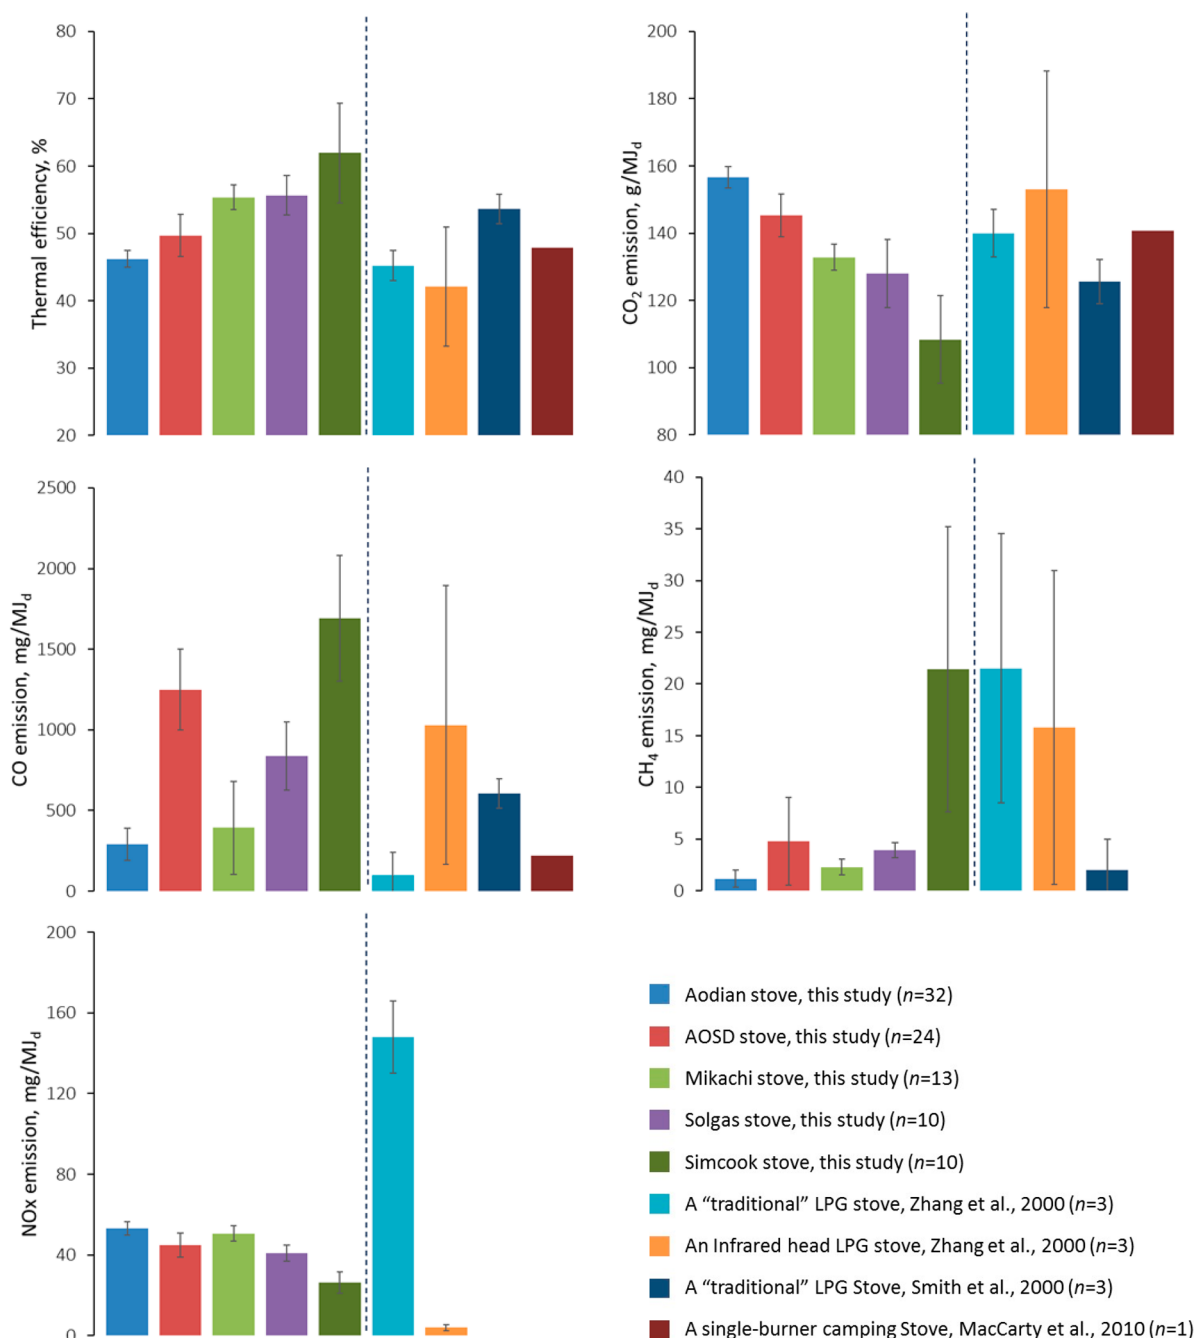 80
70
60
50
40
30
20
Thermal efficiency, %
200
180
160
140
120
100
80
CO2 emission, g/MJd
2500
2000
1500
1000
500
0
CO emission, mg/MJd
40
35
30
25
20
15
10
5
0
CH4 emission, mg/MJd
200
160
120
80
40
0
NOx emission, mg/MJd
Aodian stove, this study (n=32)
AOSD stove, this study (n=24)
Mikachi stove, this study (n=13)
Solgas stove, this study (n=10)
Simcook stove, this study (n=10)
A “traditional” LPG stove, Zhang et al., 2000 (n=3)
An Infrared head LPG stove, Zhang et al., 2000 (n=3)
A “traditional” LPG Stove, Smith et al., 2000 (n=3)
A single-burner camping Stove, MacCarty et al., 2010 (n=1)